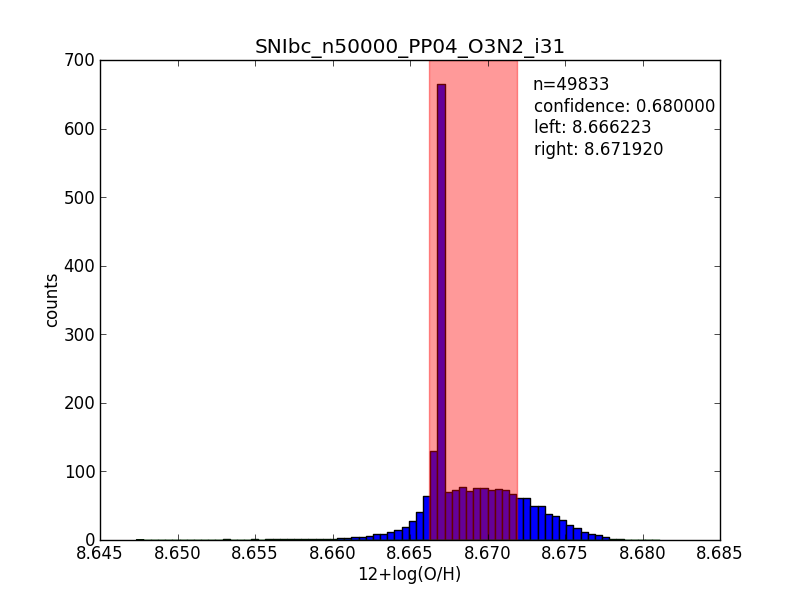 SNIbc_n50000_PP04_O3N2_i31
n=49833
confidence: 0.680000
left: 8.666223
right: 8.671920
700
600
500
400
300
200
100
0
counts
8.645 8.650 8.655 8.660 8.665 8.670 8.675 8.680 8.685
12+log(O/H)